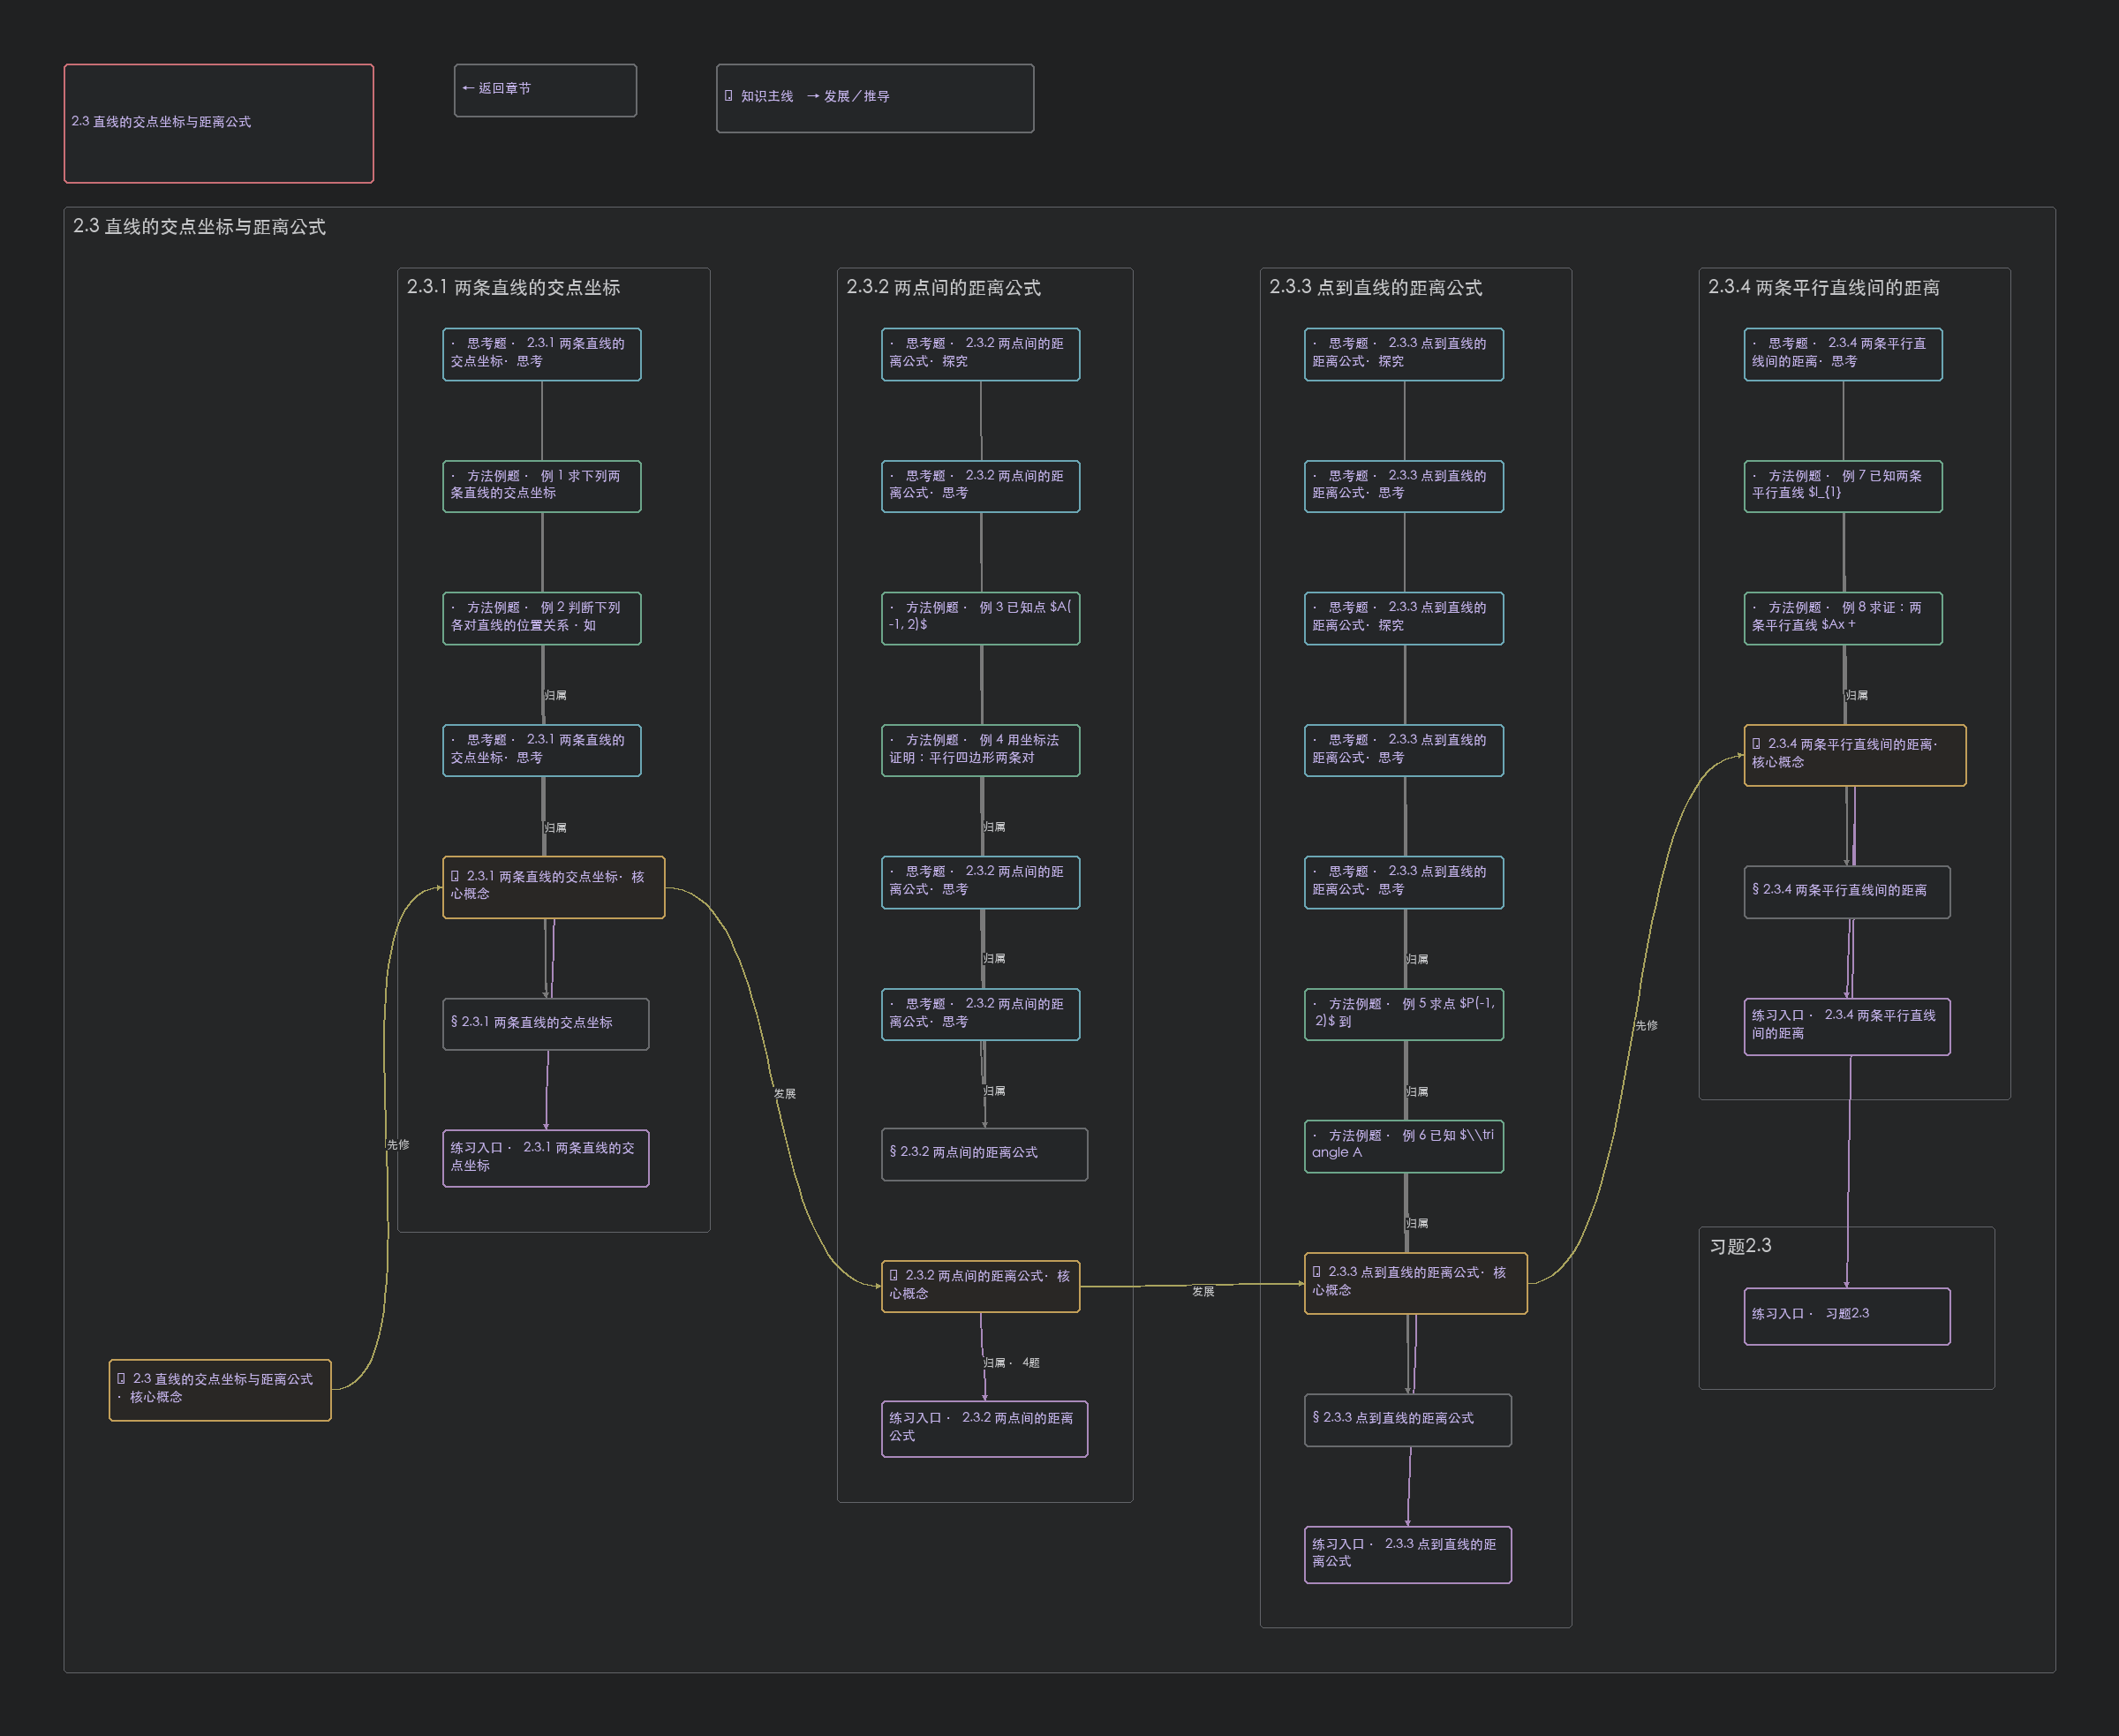 2.3 直线的交点坐标与距离公式
← 返回章节
知识主线 → 发展／推导
2.3 直线的交点坐标与距离公式
2.3.1 两条直线的交点坐标
· 思考题 · 2.3.1 两条直线的
交点坐标· 思考
· 方法例题 · 例 1 求下列两
条直线的交点坐标
· 方法例题 · 例 2 判断下列
各对直线的位置关系 · 如
归属
· 思考题 · 2.3.1 两条直线的
交点坐标· 思考
归属
2.3.1 两条直线的交点坐标· 核
心概念
§ 2.3.1 两条直线的交点坐标
先修
练习入口 · 2.3.1 两条直线的交
点坐标
2.3 直线的交点坐标与距离公式
· 核心概念
发展
2.3.2 两点间的距离公式
· 思考题 · 2.3.2 两点间的距
离公式· 探究
· 思考题 · 2.3.2 两点间的距
离公式· 思考
· 方法例题 · 例 3 已知点 $A(
-1, 2)$
· 方法例题 · 例 4 用坐标法
证明：平行四边形两条对
归属
· 思考题 · 2.3.2 两点间的距
离公式· 思考
归属
· 思考题 · 2.3.2 两点间的距
离公式· 思考
归属
§ 2.3.2 两点间的距离公式
2.3.2 两点间的距离公式· 核
心概念
归属 · 4题
练习入口 · 2.3.2 两点间的距离
公式
发展
2.3.3 点到直线的距离公式
· 思考题 · 2.3.3 点到直线的
距离公式· 探究
· 思考题 · 2.3.3 点到直线的
距离公式· 思考
· 思考题 · 2.3.3 点到直线的
距离公式· 探究
· 思考题 · 2.3.3 点到直线的
距离公式· 思考
· 思考题 · 2.3.3 点到直线的
距离公式· 思考
归属
· 方法例题 · 例 5 求点 $P(-1,
2)$ 到
归属
· 方法例题 · 例 6 已知 $\\tri
angle A
归属
2.3.3 点到直线的距离公式· 核
心概念
§ 2.3.3 点到直线的距离公式
练习入口 · 2.3.3 点到直线的距
离公式
先修
2.3.4 两条平行直线间的距离
· 思考题 · 2.3.4 两条平行直
线间的距离· 思考
· 方法例题 · 例 7 已知两条
平行直线 $l_{1}
· 方法例题 · 例 8 求证：两
条平行直线 $Ax +
归属
2.3.4 两条平行直线间的距离·
核心概念
§ 2.3.4 两条平行直线间的距离
练习入口 · 2.3.4 两条平行直线
间的距离
习题2.3
练习入口 · 习题2.3